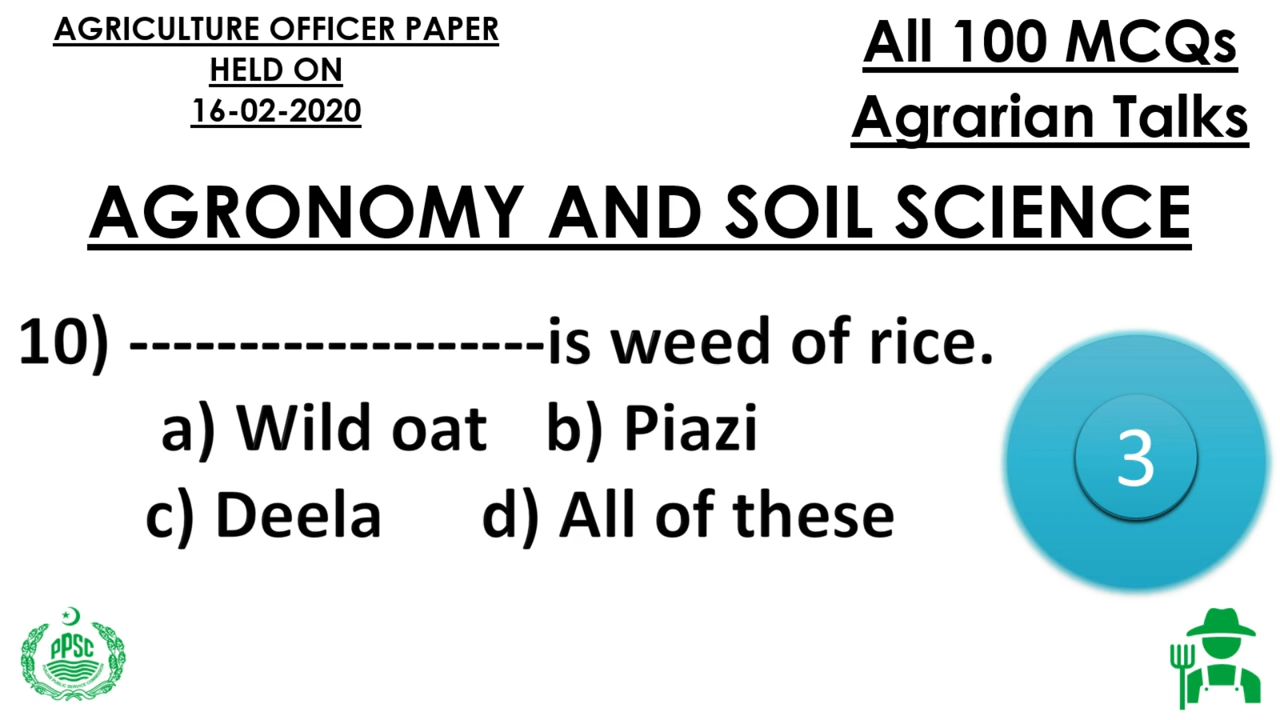 AGRICULTURE OFFICER PAPER
HELD ON
16-02-2020
All 100 MCQs
Agrarian Talks
AGRONOMY AND SOIL SCIENCE
10) -------------------is weed of rice.
a) Wild oat b) Piazi
c) Deela d) All of these
3
PPSC